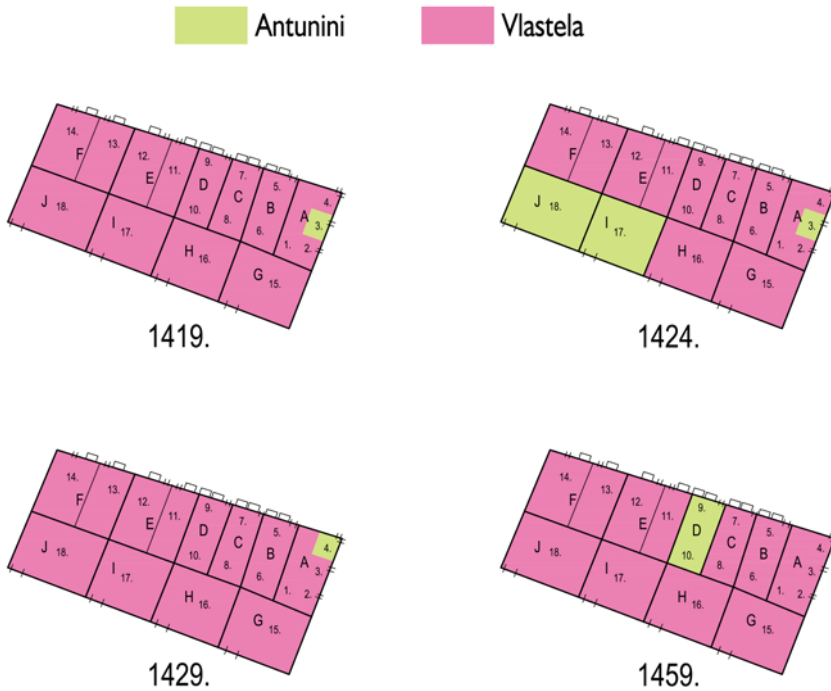 Antunini Vlastela
14. F 13. 12. E 11. 9. D 10. 7. C 8. 5. B 6. 4. A 3. 1. 2.
J 18. I 17. H 16. G 15.
1419.
14. F 13. 12. E 11. 9. D 10. 7. C 8. 5. B 6. 4. A 3. 1. 2.
J 18. I 17. H 16. G 15.
1424.
14. F 13. 12. E 11. 9. D 10. 7. C 8. 5. B 6. 4. A 3. 1. 2.
J 18. I 17. H 16. G 15.
1429.
14. F 13. 12. E 11. 9. D 10. 7. C 8. 5. B 6. 4. A 3. 1. 2.
J 18. I 17. H 16. G 15.
1459.